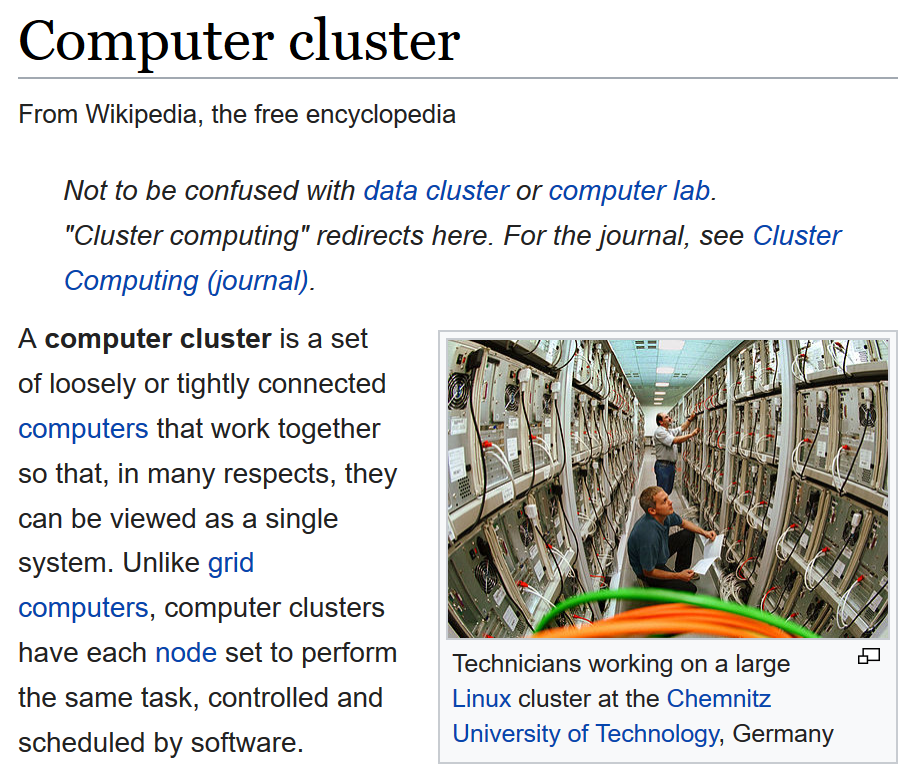 Computer cluster
From Wikipedia, the free encyclopedia
Not to be confused with data cluster or computer lab.
"Cluster computing" redirects here. For the journal, see Cluster
Computing (journal).
A computer cluster is a set
of loosely or tightly connected
computers that work together
so that, in many respects, they
can be viewed as a single
system. Unlike grid
computers, computer clusters
have each node set to perform
the same task, controlled and
scheduled by software.
Technicians working on a large
Linux cluster at the Chemnitz
University of Technology, Germany